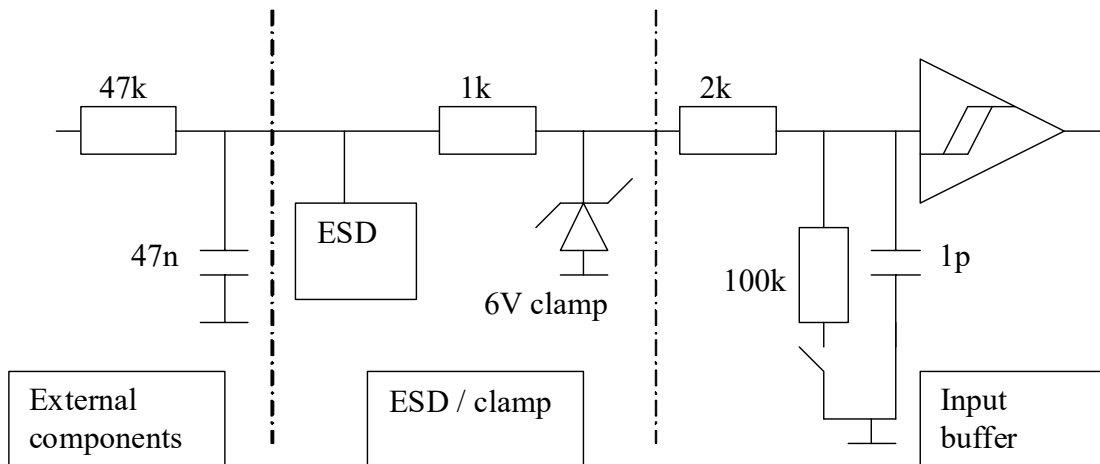 47k
1k
2k
ESD
47n
6V clamp
100k
1p
External
components
ESD / clamp
Input
buffer